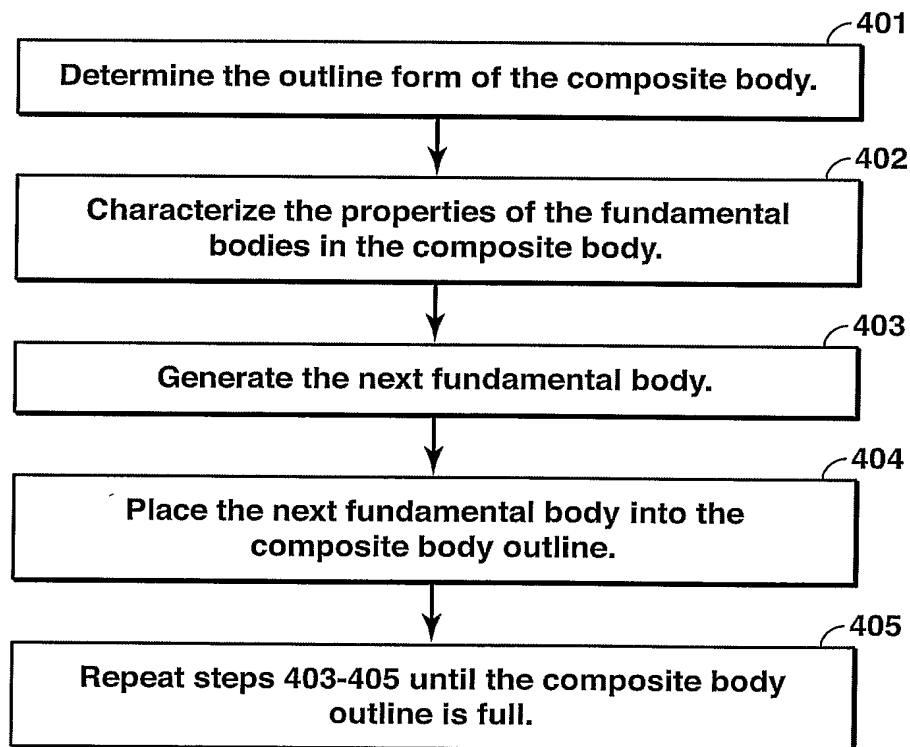 401
Determine the outline form of the composite body.
402
Characterize the properties of the fundamental
bodies in the composite body.
403
Generate the next fundamental body.
404
Place the next fundamental body into the
composite body outline.
405
Repeat steps 403-405 until the composite body
outline is full.